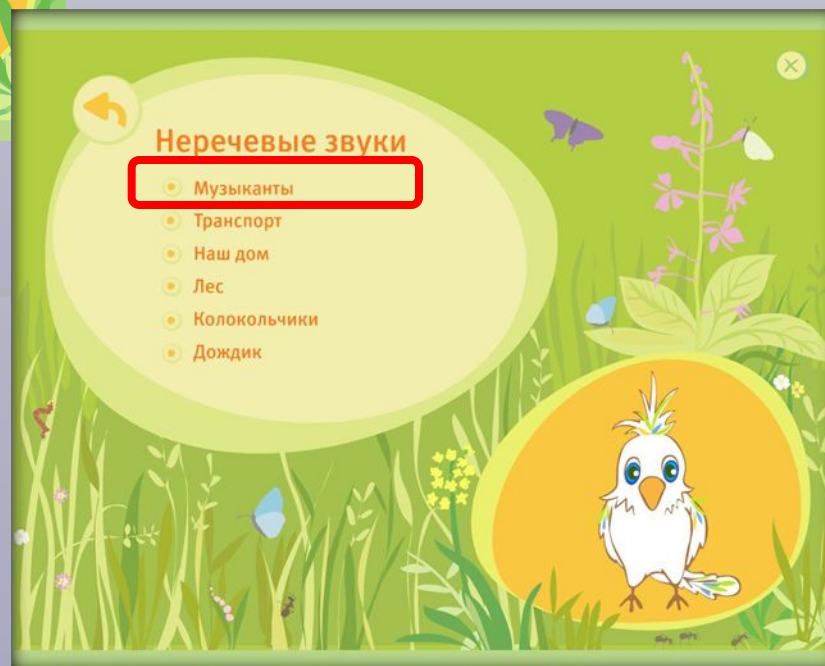 Неречевые звуки
Музыканты
Транспорт
Наш дом
Лес
Колокольчики
Дождик